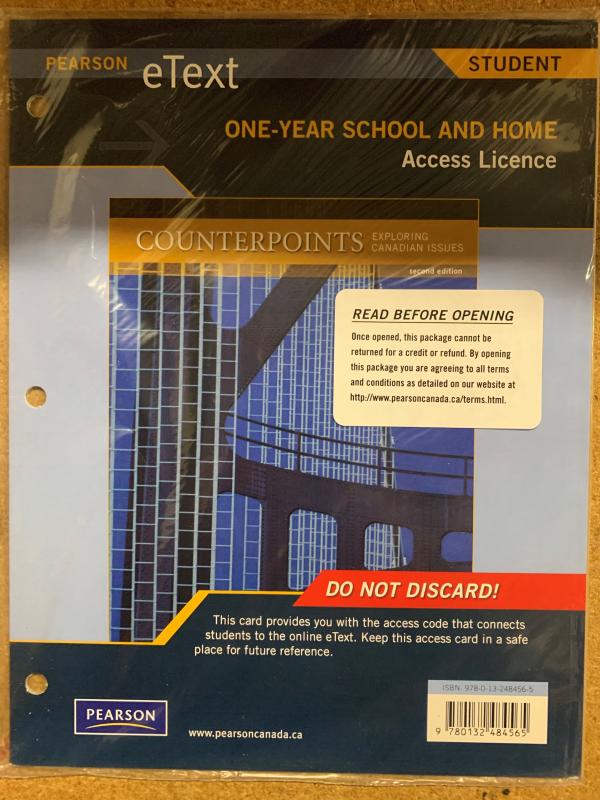 PEARSON eText
STUDENT
ONE-YEAR SCHOOL AND HOME
Access Licence
COUNTERPOINTS EXPLORING
CANADIAN ISSUES
second edition
READ BEFORE OPENING
Once opened, this package cannot be
returned for a credit or refund. By opening
this package you are agreeing to all terms
and conditions as detailed on our website at
http://www.pearsoncanada.ca/terms.html.
DO NOT DISCARD!
This card provides you with the access code that connects
students to the online eText. Keep this access card in a safe
place for future reference.
ISBN: 978-0-13-248456-5
9 780132 484565
PEARSON
www.pearsoncanada.ca